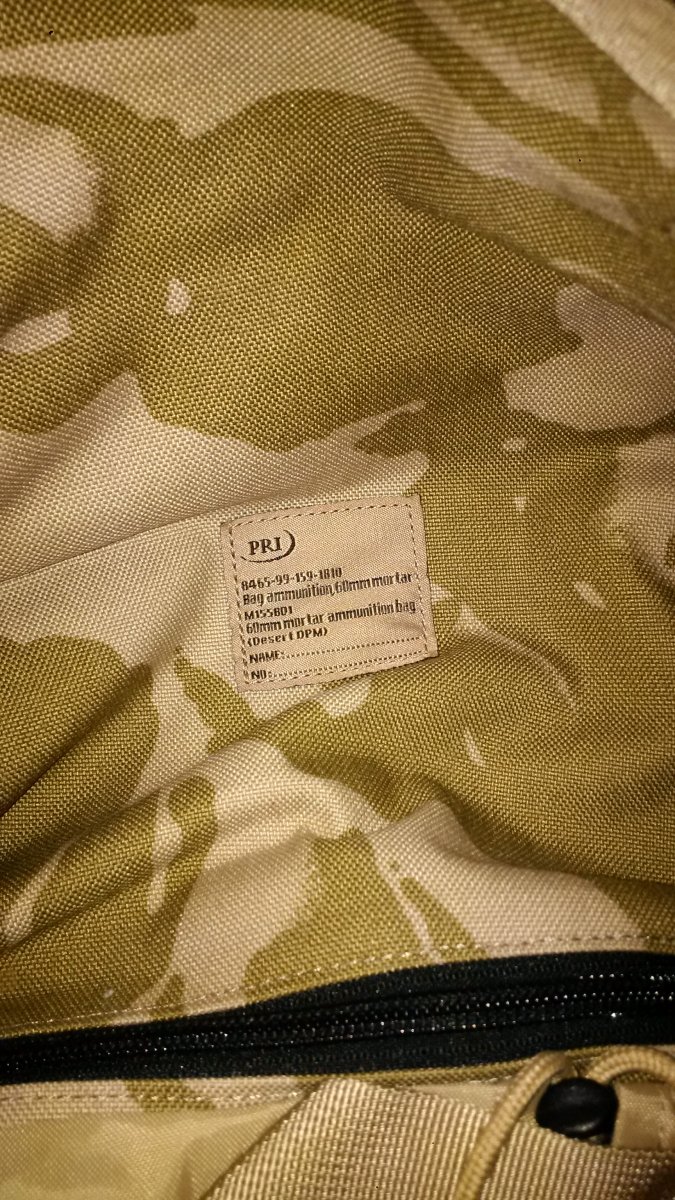 PRI
8465-99-159-1810
Bag ammunition,60mm mortar
M155801
60mm mortar ammunition bag
(Desert DPM)
NAME:..............................
NO:..............................